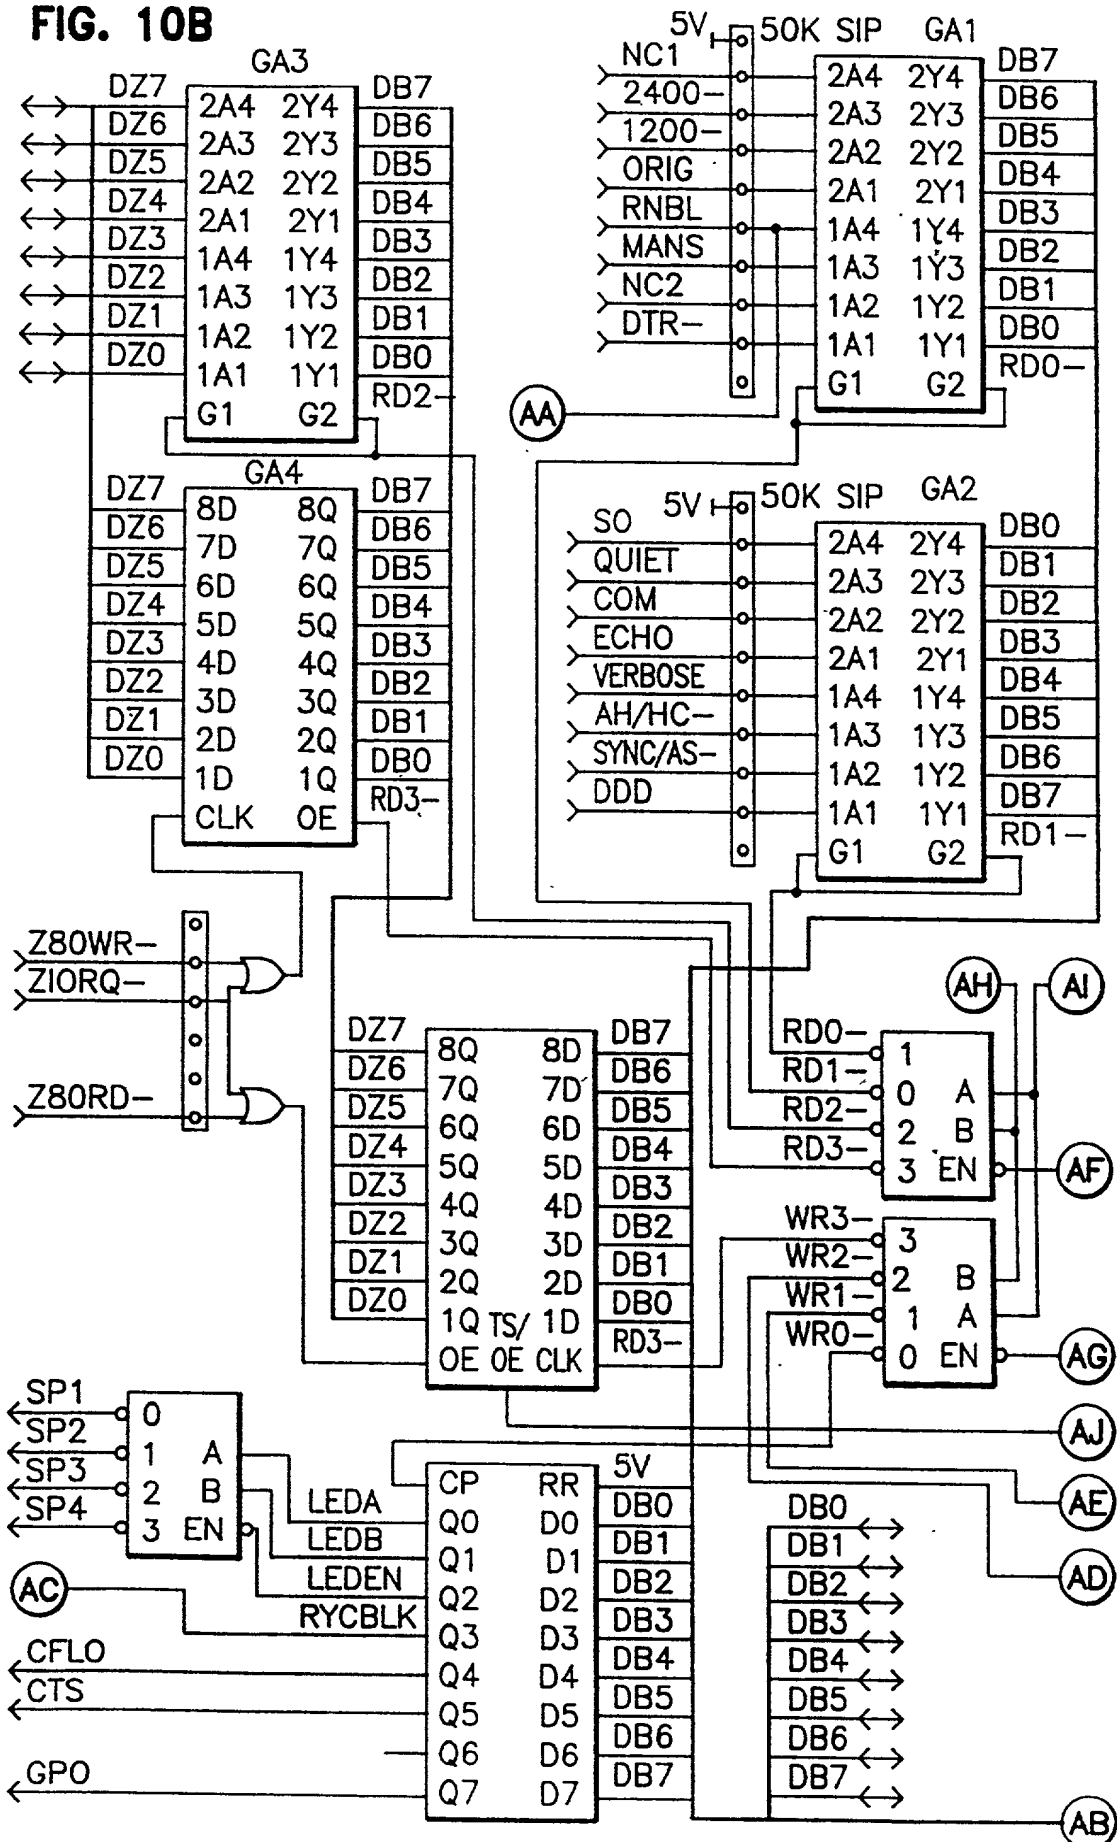 FIG. 10B
GA3
DZ7 2A4 2Y4 DB7
DZ6 2A3 2Y3 DB6
DZ5 2A2 2Y2 DB5
DZ4 2A1 2Y1 DB4
DZ3 1A4 1Y4 DB3
DZ2 1A3 1Y3 DB2
DZ1 1A2 1Y2 DB1
DZ0 1A1 1Y1 DB0
RD2-
G1 G2
5V 50K SIP GA1
NC1 2A4 2Y4 DB7
2400- 2A3 2Y3 DB6
1200- 2A2 2Y2 DB5
ORIG 2A1 2Y1 DB4
RNBL 1A4 1Y4 DB3
MANS 1A3 1Y3 DB2
NC2 1A2 1Y2 DB1
DTR- 1A1 1Y1 DB0
RD0-
G1 G2
AA
GA4
DZ7 8D 8Q DB7
DZ6 7D 7Q DB6
DZ5 6D 6Q DB5
DZ4 5D 5Q DB4
DZ3 4D 4Q DB3
DZ2 3D 3Q DB2
DZ1 2D 2Q DB1
DZ0 1D 1Q DB0
RD3-
CLK OE
5V 50K SIP GA2
SO 2A4 2Y4 DB0
QUIET 2A3 2Y3 DB1
COM 2A2 2Y2 DB2
ECHO 2A1 2Y1 DB3
VERBOSE 1A4 1Y4 DB4
AH/HC- 1A3 1Y3 DB5
SYNC/AS- 1A2 1Y2 DB6
DDD 1A1 1Y1 DB7
RD1-
G1 G2
Z80WR-
ZIORQ-
Z80RD-
DZ7 8Q 8D DB7
DZ6 7Q 7D DB6
DZ5 6Q 6D DB5
DZ4 5Q 5D DB4
DZ3 4Q 4D DB3
DZ2 3Q 3D DB2
DZ1 2Q 2D DB1
DZ0 1Q TS/ 1D DB0
RD3-
OE OE CLK
AH AI
RD0- 1
RD1- 0 A
RD2- 2 B
RD3- 3 EN AF
WR3- 3
WR2- 2 B
WR1- 1 A
WR0- 0 EN AG
AJ
AE
AD
SP1 0
SP2 1 A
SP3 2 B
SP4 3 EN
CP RR 5V
LEDA Q0 D0 DB0
LEDB Q1 D1 DB1
LEDEN Q2 D2 DB2
AC RYCBLK Q3 D3 DB3
CFLO Q4 D4 DB4
CTS Q5 D5 DB5
Q6 D6 DB6
GPO Q7 D7 DB7
DB0
DB1
DB2
DB3
DB4
DB5
DB6
DB7
AB